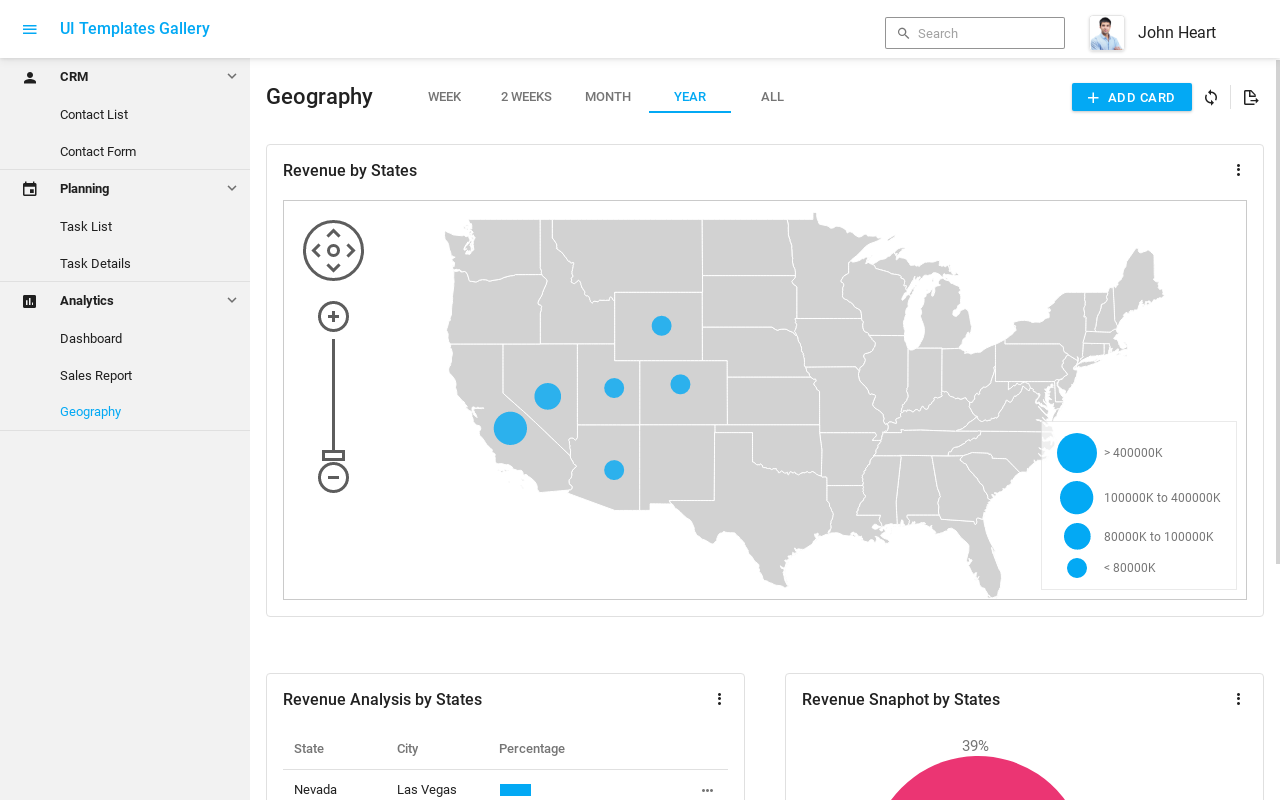 UI Templates Gallery
Search
John Heart
CRM
Contact List
Contact Form
Planning
Task List
Task Details
Analytics
Dashboard
Sales Report
Geography
Geography
WEEK
2 WEEKS
MONTH
YEAR
ALL
ADD CARD
Revenue by States
> 400000K
100000K to 400000K
80000K to 100000K
< 80000K
Revenue Analysis by States
State City Percentage
Nevada Las Vegas
Revenue Snaphot by States
39%